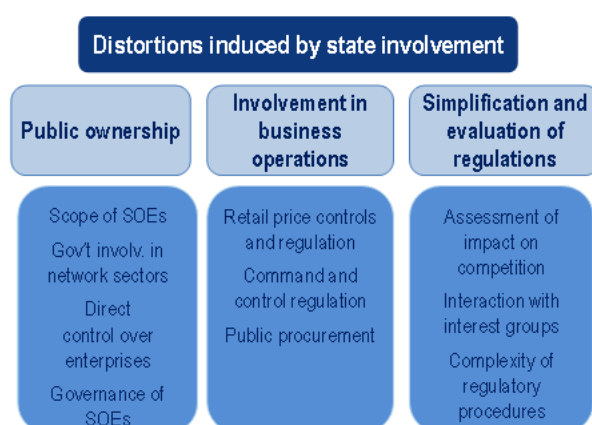 Distortions induced by state involvement
Public ownership
Involvement in
business
operations
Simplification and
evaluation of
regulations
Scope of SOEs
Gov't involv. in
network sectors
Direct
control over
enterprises
Governance of
SOEs
Retail price controls
and regulation
Command and
control regulation
Public procurement
Assessment of
impact on
competition
Interaction with
interest groups
Complexity of
regulatory
procedures